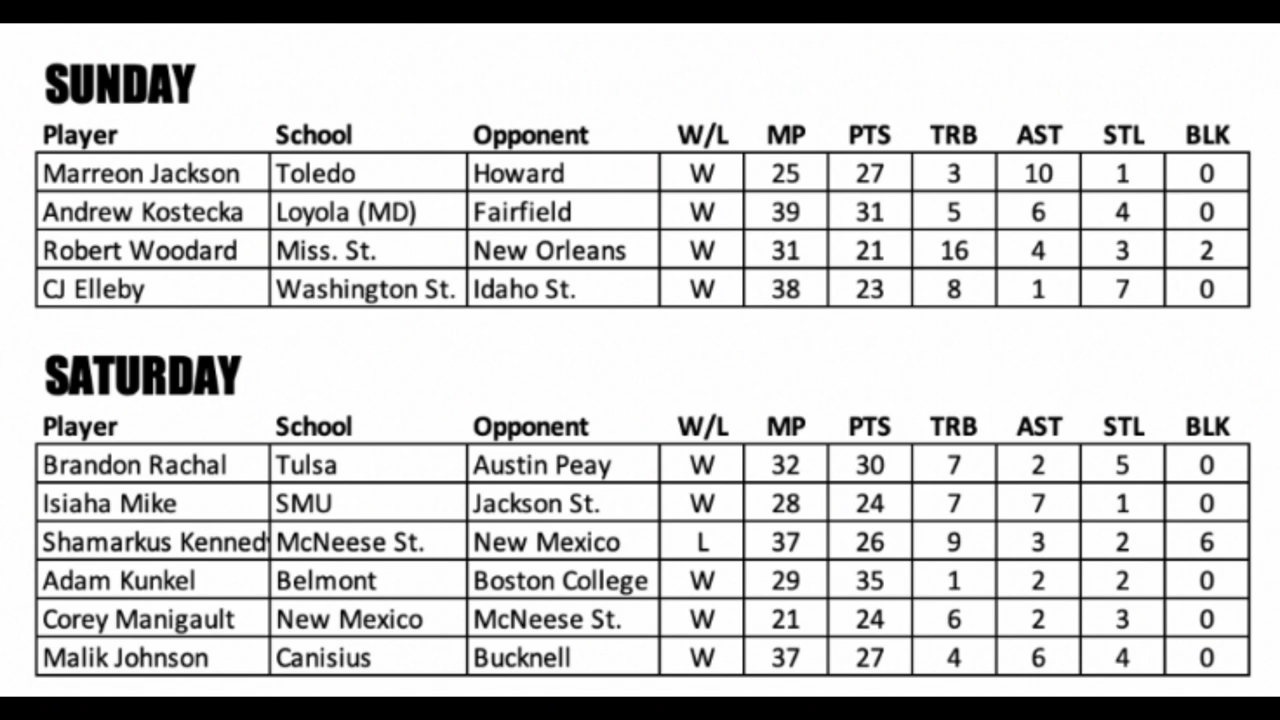 SUNDAY
Player School Opponent W/L MP PTS TRB AST STL BLK
Marreon Jackson Toledo Howard W 25 27 3 10 1 0
Andrew Kostecka Loyola (MD) Fairfield W 39 31 5 6 4 0
Robert Woodard Miss. St. New Orleans W 31 21 16 4 3 2
CJ Elleby Washington St. Idaho St. W 38 23 8 1 7 0
SATURDAY
Player School Opponent W/L MP PTS TRB AST STL BLK
Brandon Rachal Tulsa Austin Peay W 32 30 7 2 5 0
Isiaha Mike SMU Jackson St. W 28 24 7 7 1 0
Shamarkus Kennedy McNeese St. New Mexico L 37 26 9 3 2 6
Adam Kunkel Belmont Boston College W 29 35 1 2 2 0
Corey Manigault New Mexico McNeese St. W 21 24 6 2 3 0
Malik Johnson Canisius Bucknell W 37 27 4 6 4 0